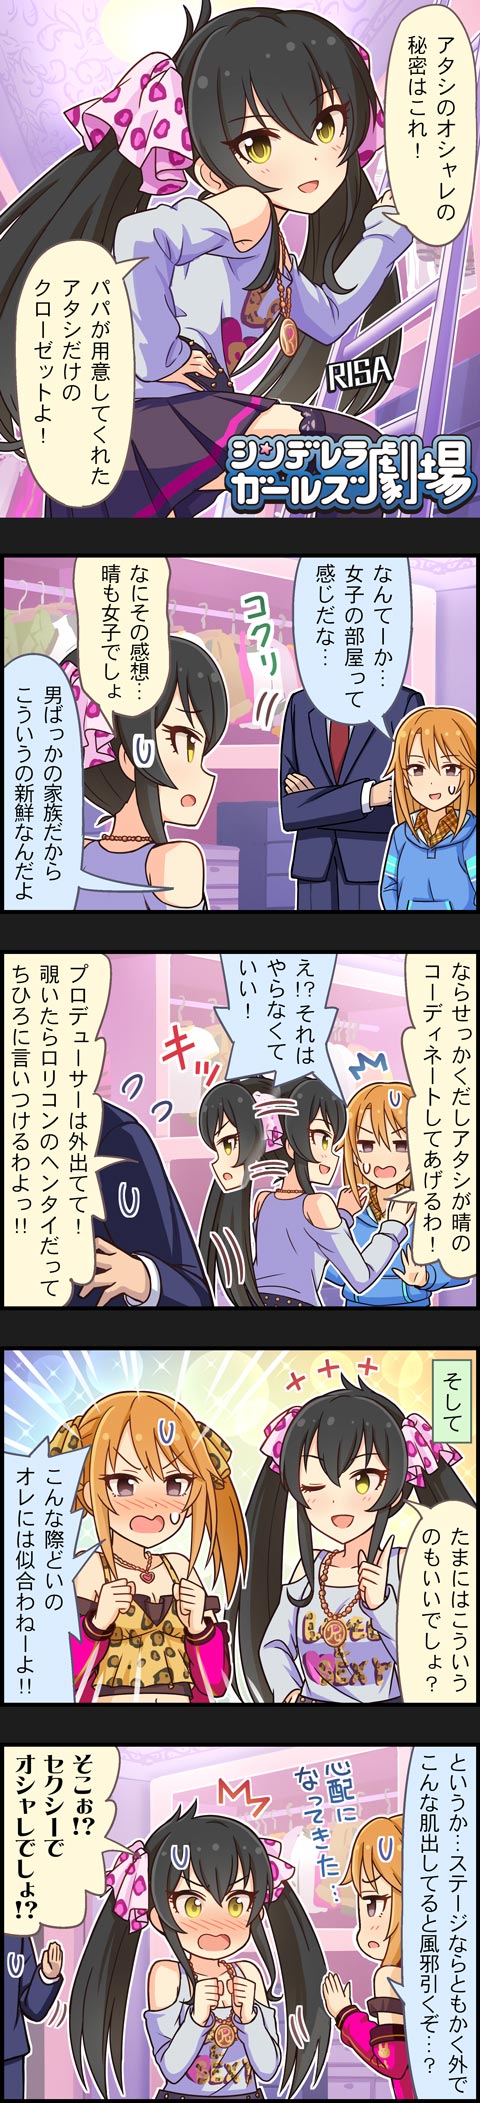 アタシのオシャレの
秘密はこれ！
パパが用意してくれた
アタシだけの
クローゼットよ！
RISA
シンデレラ
ガールズ劇場
なんてーか…
女子の部屋って
感じだな…
コクリ
なにその感想…
晴も女子でしょ
男ばっかの家族だから
こういうの新鮮なんだよ
ならせっかくだしアタシが晴の
コーディネートしてあげるわ！
え!?それは
やらなくて
いい！
キッ
プロデューサーは外出てて！
覗いたらロリコンのヘンタイだって
ちひろに言いつけるわよっ!!
そして
たまにはこういう
のもいいでしょ？
LOVELY
SEXY
こんな際どいの
オレには似合わねーよ!!
というか…ステージならともかく外で
こんな肌出してると風邪引くぞ…？
心配に
なってきた…
そこぉ!?
セクシーで
オシャレでしょ!?
SEXY